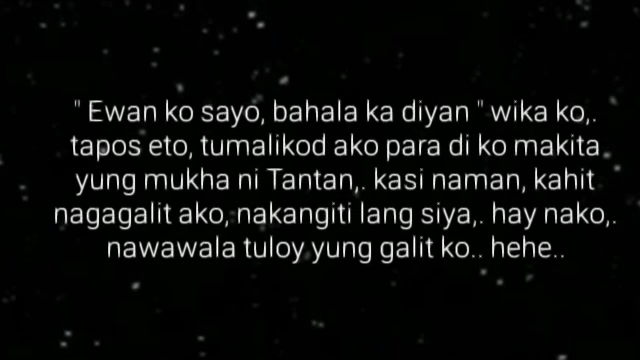 " Ewan ko sayo, bahala ka diyan " wika ko,.
tapos eto, tumalikod ako para di ko makita
yung mukha ni Tantan,. kasi naman, kahit
nagagalit ako, nakangiti lang siya,. hay nako,.
nawawala tuloy yung galit ko.. hehe..